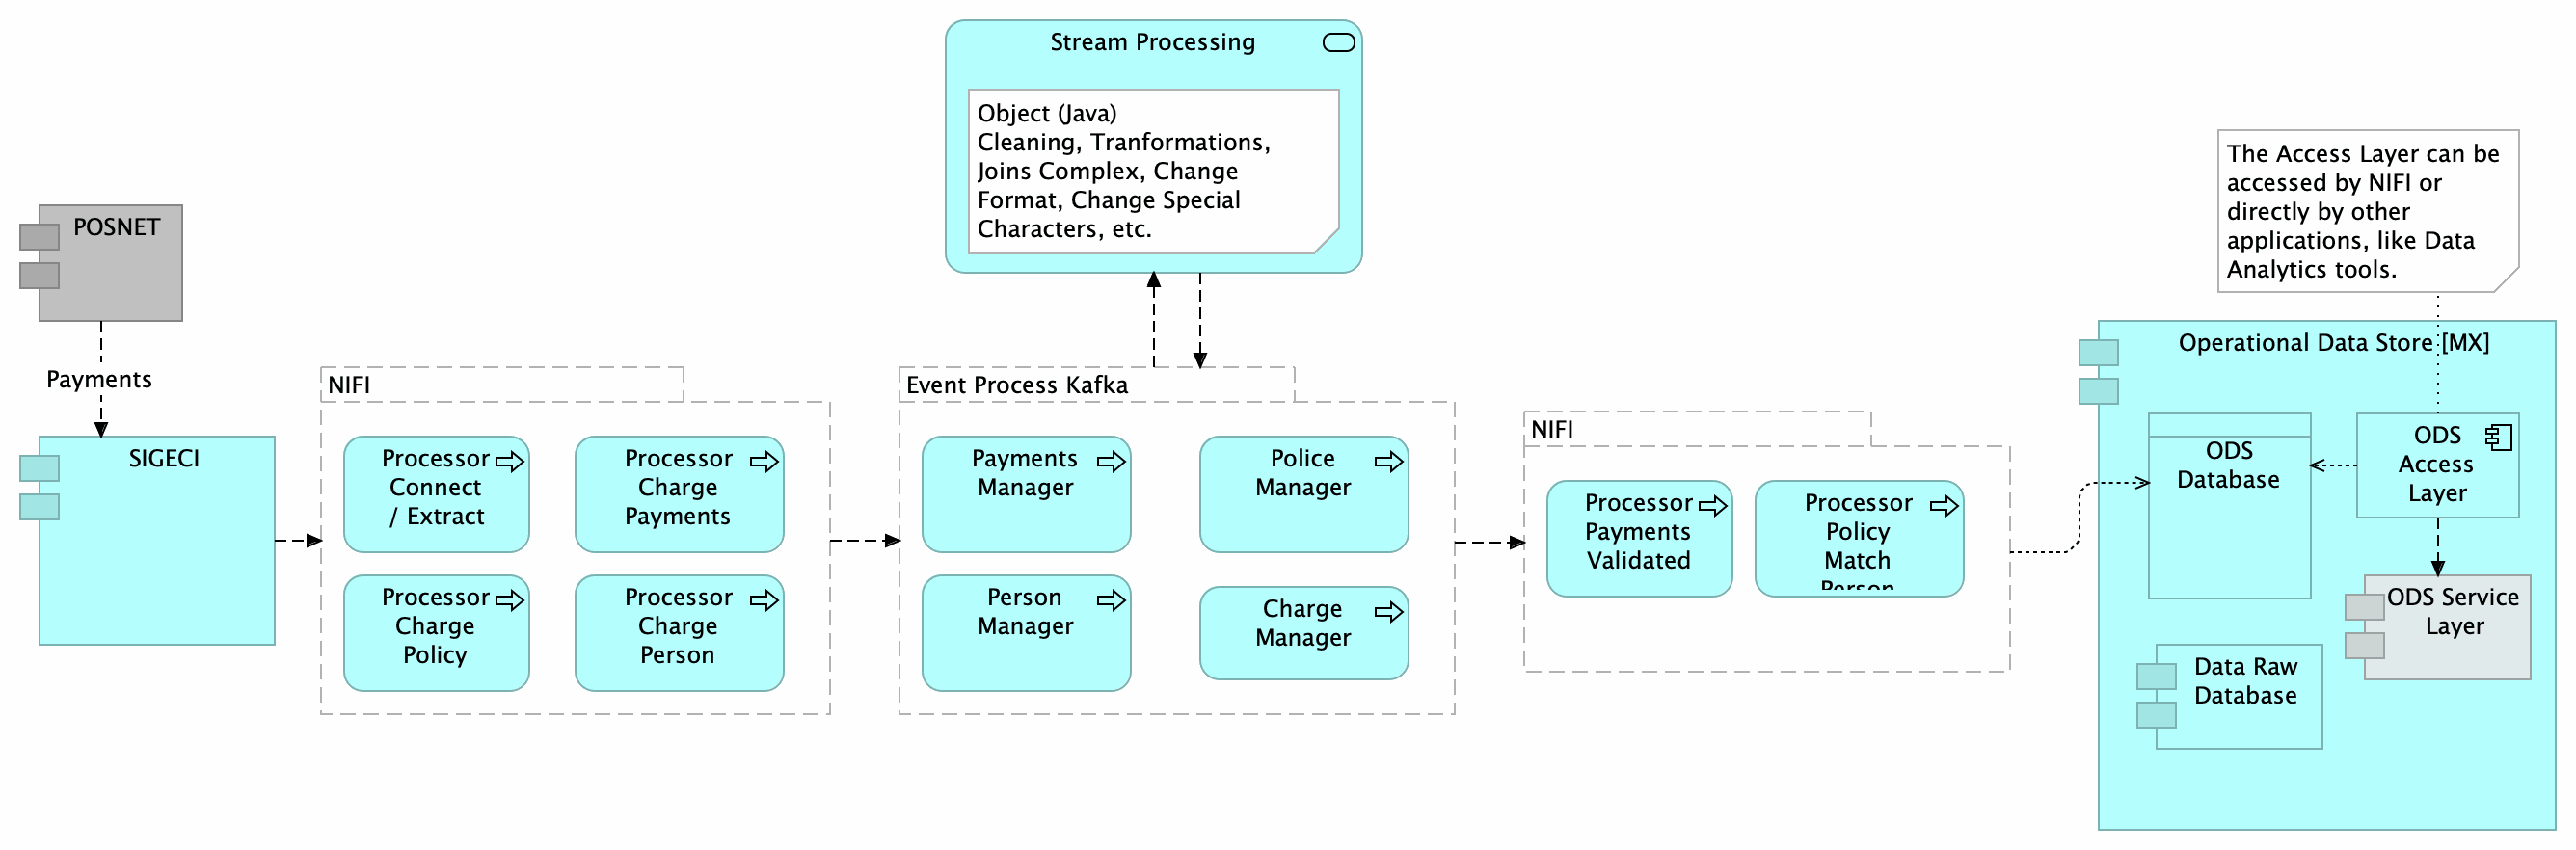 Stream Processing
Object (Java)
Cleaning, Tranformations,
Joins Complex, Change
Format, Change Special
Characters, etc.
The Access Layer can be
accessed by NIFI or
directly by other
applications, like Data
Analytics tools.
POSNET
Payments
SIGECI
NIFI
Processor
Connect
/ Extract
Processor
Charge
Payments
Processor
Charge
Policy
Processor
Charge
Person
Event Process Kafka
Payments
Manager
Police
Manager
Person
Manager
Charge
Manager
NIFI
Processor
Payments
Validated
Processor
Policy
Match
Person
Operational Data Store [MX]
ODS
Database
ODS
Access
Layer
ODS Service
Layer
Data Raw
Database